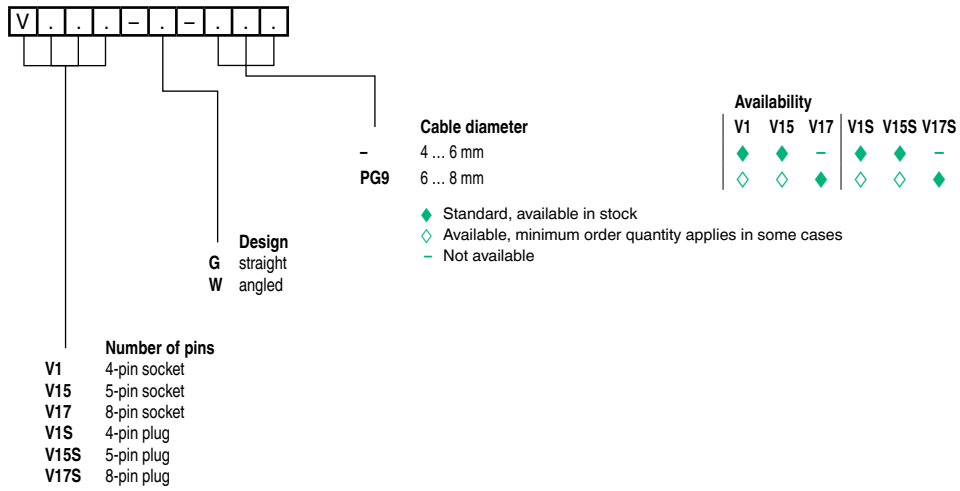 V . . . – . – . . .
Availability
Cable diameter V1 V15 V17 V1S V15S V17S
– 4 ... 6 mm ◆ ◆ – ◆ ◆ –
PG9 6 ... 8 mm ◇ ◇ ◆ ◇ ◇ ◆
◆ Standard, available in stock
◇ Available, minimum order quantity applies in some cases
– Not available
Design
G straight
W angled
Number of pins
V1 4-pin socket
V15 5-pin socket
V17 8-pin socket
V1S 4-pin plug
V15S 5-pin plug
V17S 8-pin plug